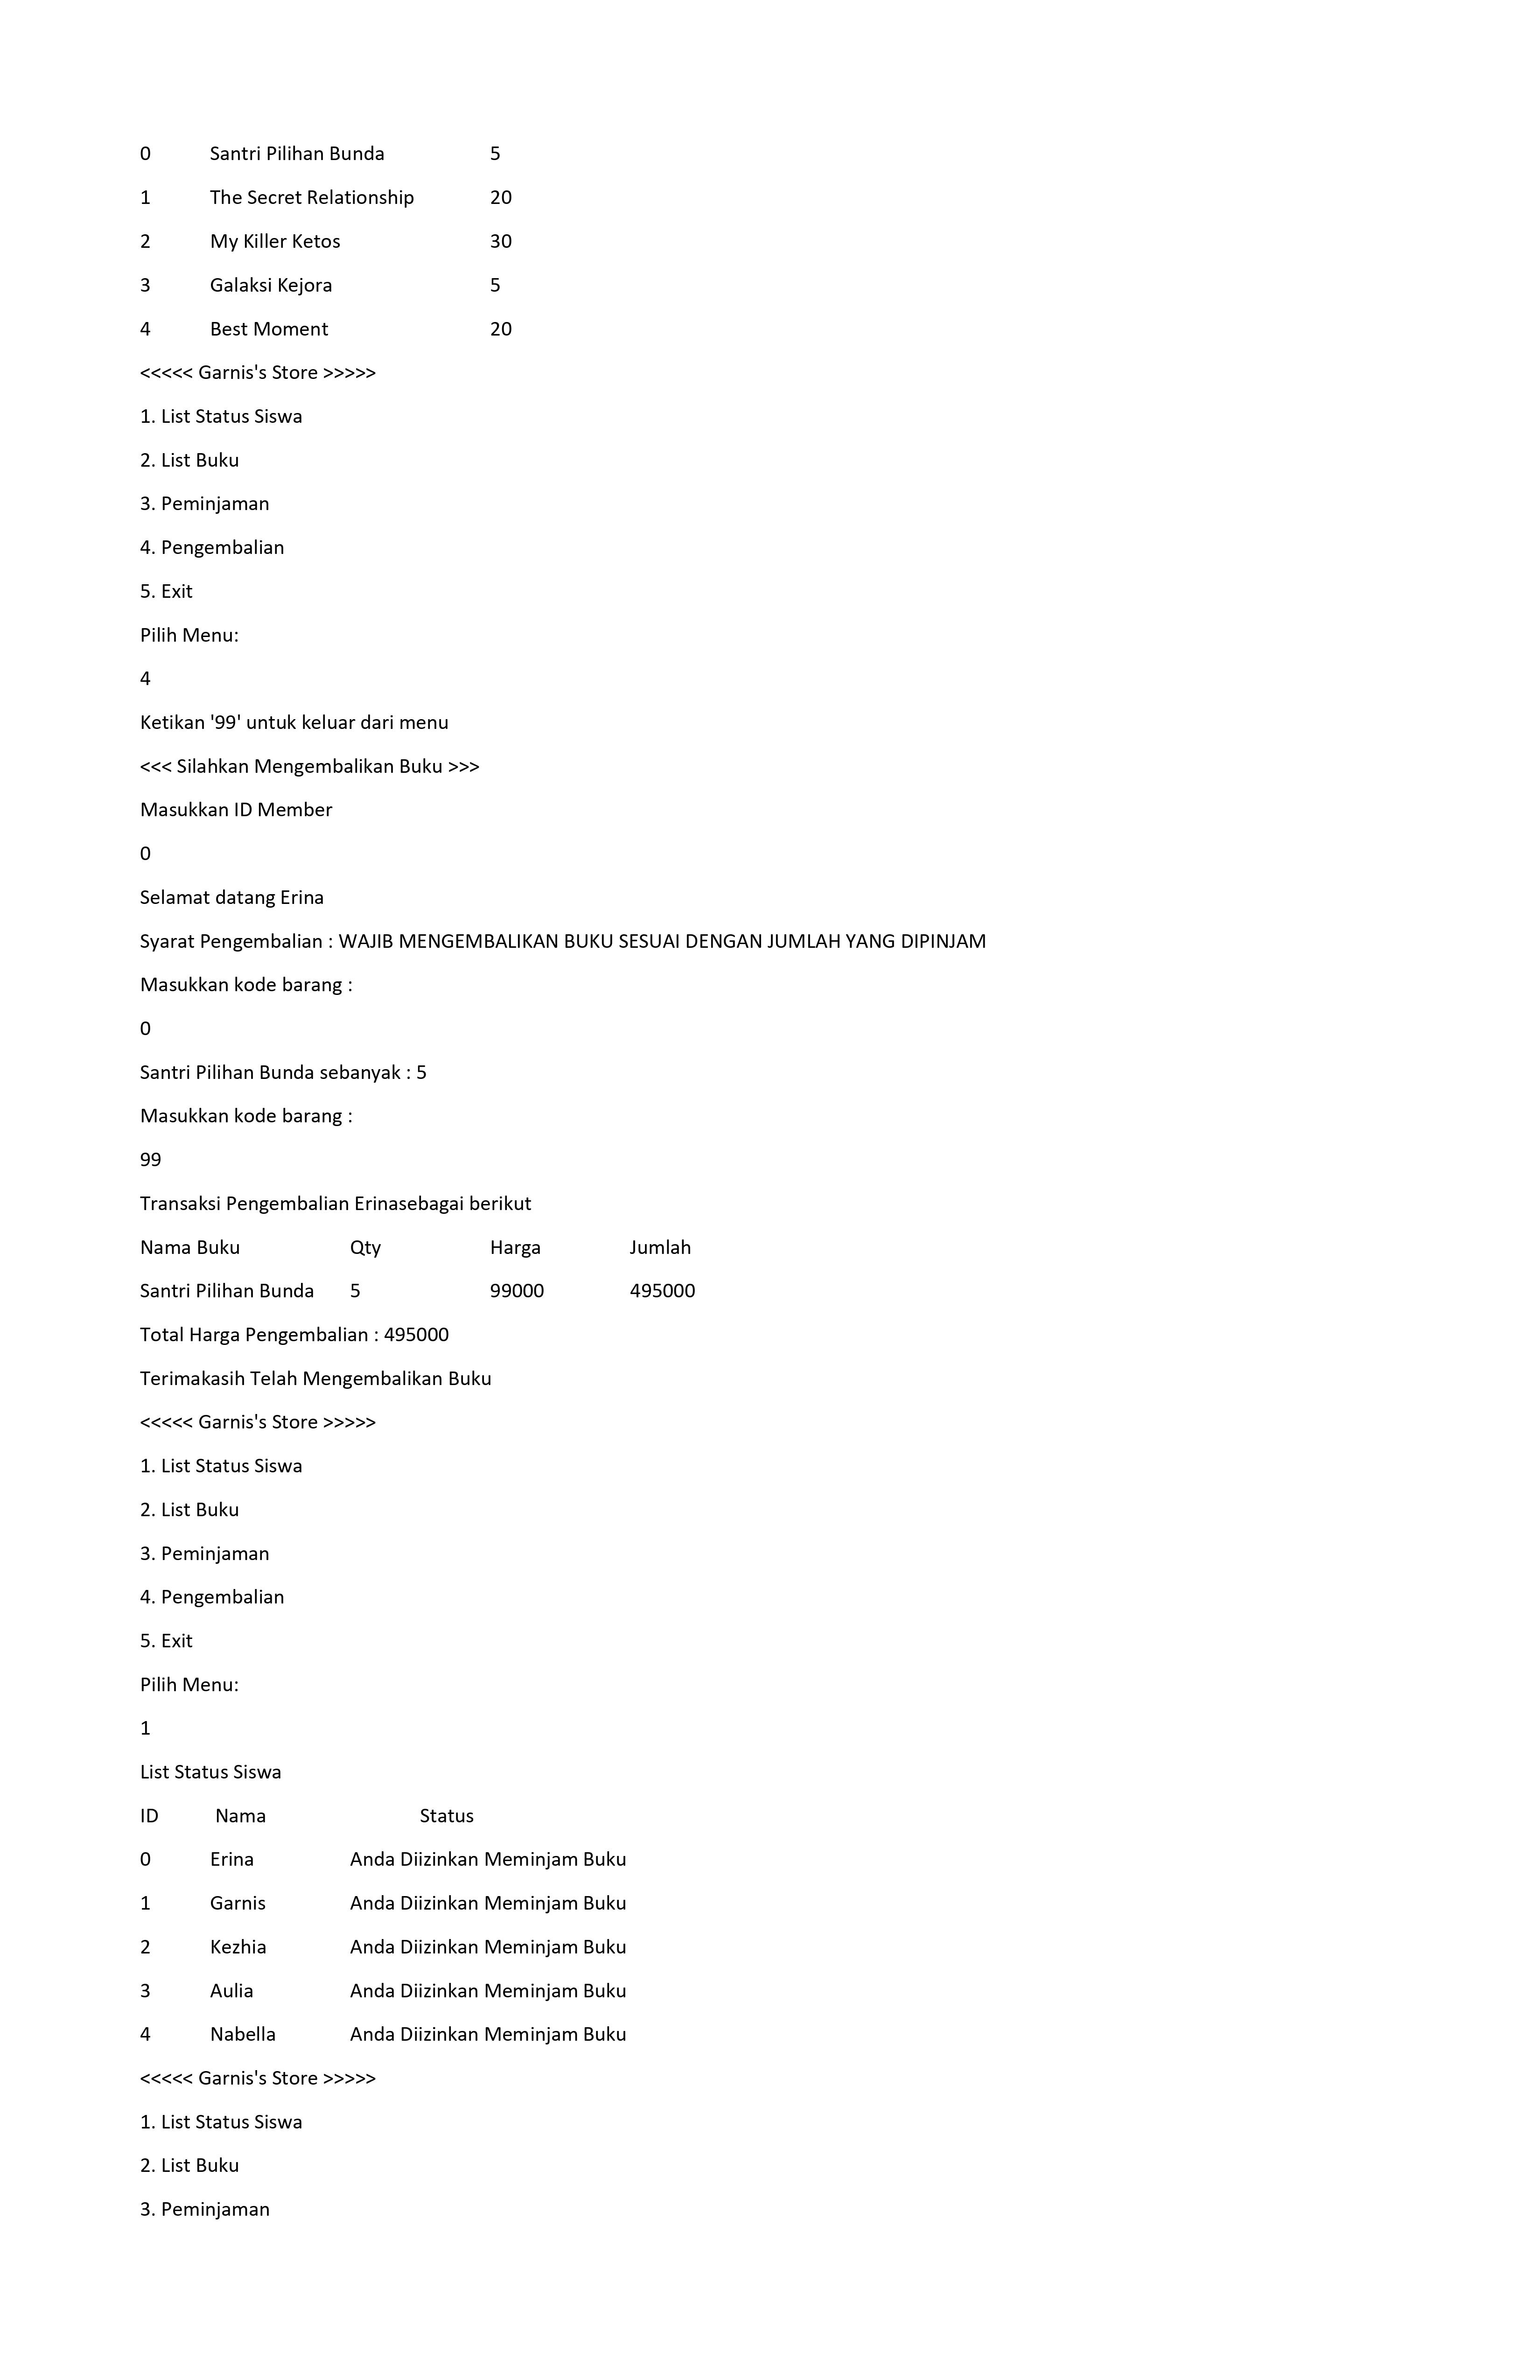 0 Santri Pilihan Bunda 5
1 The Secret Relationship 20
2 My Killer Ketos 30
3 Galaksi Kejora 5
4 Best Moment 20
<<<<< Garnis's Store >>>>>
1. List Status Siswa
2. List Buku
3. Peminjaman
4. Pengembalian
5. Exit
Pilih Menu:
4
Ketikan '99' untuk keluar dari menu
<<< Silahkan Mengembalikan Buku >>>
Masukkan ID Member
0
Selamat datang Erina
Syarat Pengembalian : WAJIB MENGEMBALIKAN BUKU SESUAI DENGAN JUMLAH YANG DIPINJAM
Masukkan kode barang :
0
Santri Pilihan Bunda sebanyak : 5
Masukkan kode barang :
99
Transaksi Pengembalian Erinasebagai berikut
Nama Buku Qty Harga Jumlah
Santri Pilihan Bunda 5 99000 495000
Total Harga Pengembalian : 495000
Terimakasih Telah Mengembalikan Buku
<<<<< Garnis's Store >>>>>
1. List Status Siswa
2. List Buku
3. Peminjaman
4. Pengembalian
5. Exit
Pilih Menu:
1
List Status Siswa
ID Nama Status
0 Erina Anda Diizinkan Meminjam Buku
1 Garnis Anda Diizinkan Meminjam Buku
2 Kezhia Anda Diizinkan Meminjam Buku
3 Aulia Anda Diizinkan Meminjam Buku
4 Nabella Anda Diizinkan Meminjam Buku
<<<<< Garnis's Store >>>>>
1. List Status Siswa
2. List Buku
3. Peminjaman